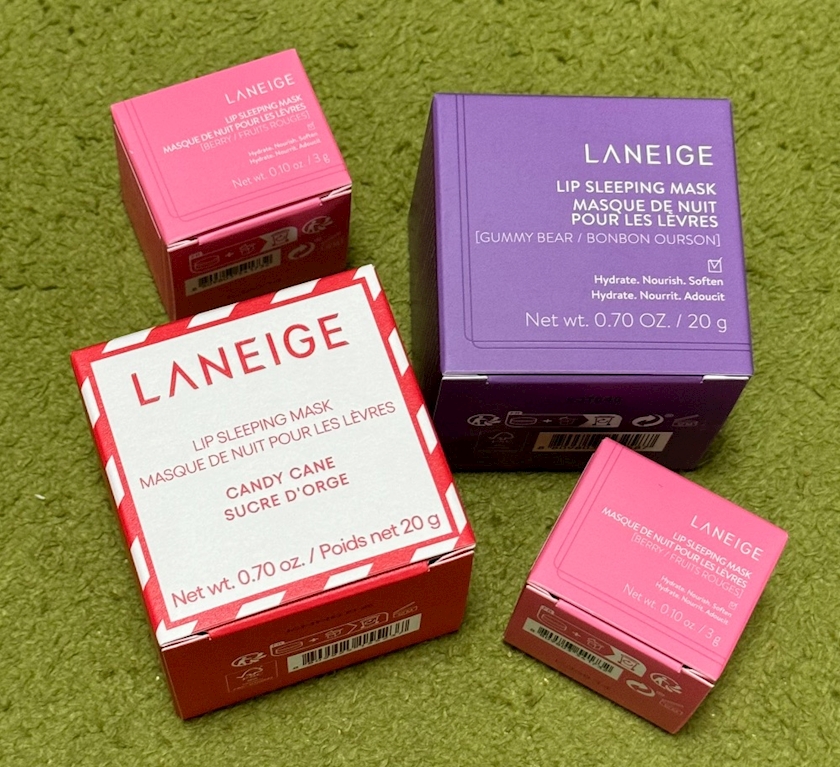 LANEIGE
LIP SLEEPING MASK
MASQUE DE NUIT POUR LES LÈVRES
[BERRY / FRUITS ROUGES]
Hydrate. Nourish. Soften
Hydrate. Nourrit. Adoucit
Net wt. 0.10 oz. / 3 g
LANEIGE
LIP SLEEPING MASK
MASQUE DE NUIT
POUR LES LÈVRES
[GUMMY BEAR / BONBON OURSON]
Hydrate. Nourish. Soften
Hydrate. Nourrit. Adoucit
Net wt. 0.70 OZ. / 20 g
LANEIGE
LIP SLEEPING MASK
MASQUE DE NUIT POUR LES LÈVRES
CANDY CANE
SUCRE D'ORGE
Net wt. 0.70 oz. / Poids net 20 g
LANEIGE
LIP SLEEPING MASK
MASQUE DE NUIT POUR LES LÈVRES
[BERRY / FRUITS ROUGES]
Hydrate. Nourish. Soften
Hydrate. Nourrit. Adoucit
Net wt. 0.10 oz. / 3 g